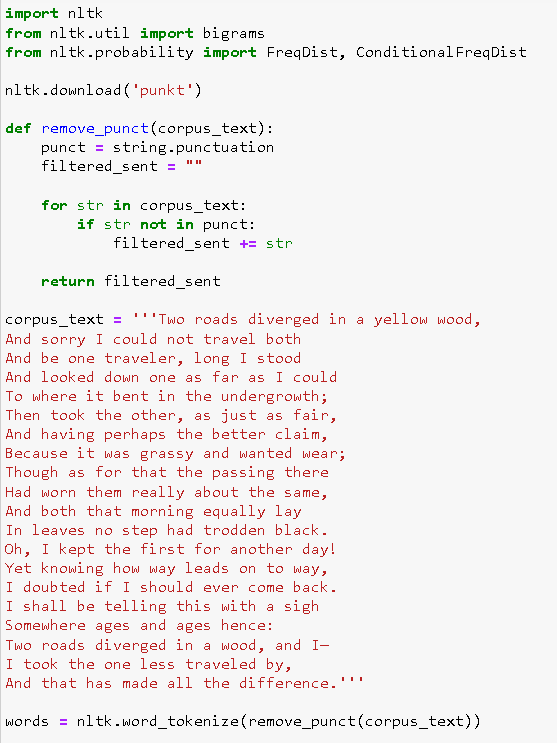 import nltk
from nltk.util import bigrams
from nltk.probability import FreqDist, ConditionalFreqDist

nltk.download('punkt')

def remove_punct(corpus_text):
    punct = string.punctuation
    filtered_sent = ""

    for str in corpus_text:
        if str not in punct:
            filtered_sent += str

    return filtered_sent

corpus_text = '''Two roads diverged in a yellow wood,
And sorry I could not travel both
And be one traveler, long I stood
And looked down one as far as I could
To where it bent in the undergrowth;
Then took the other, as just as fair,
And having perhaps the better claim,
Because it was grassy and wanted wear;
Though as for that the passing there
Had worn them really about the same,
And both that morning equally lay
In leaves no step had trodden black.
Oh, I kept the first for another day!
Yet knowing how way leads on to way,
I doubted if I should ever come back.
I shall be telling this with a sigh
Somewhere ages and ages hence:
Two roads diverged in a wood, and I—
I took the one less traveled by,
And that has made all the difference.'''

words = nltk.word_tokenize(remove_punct(corpus_text))